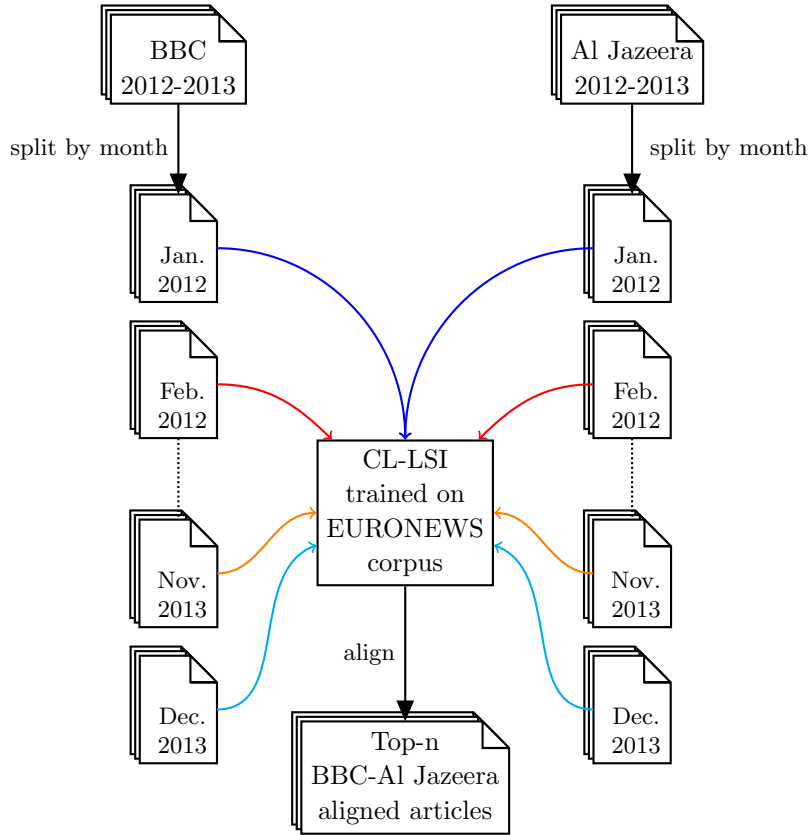 BBC
2012-2013
Al Jazeera
2012-2013
split by month
split by month
Jan.
2012
Jan.
2012
Feb.
2012
Feb.
2012
CL-LSI
trained on
EURONEWS
corpus
Nov.
2013
Nov.
2013
align
Dec.
2013
Dec.
2013
Top-n
BBC-Al Jazeera
aligned articles